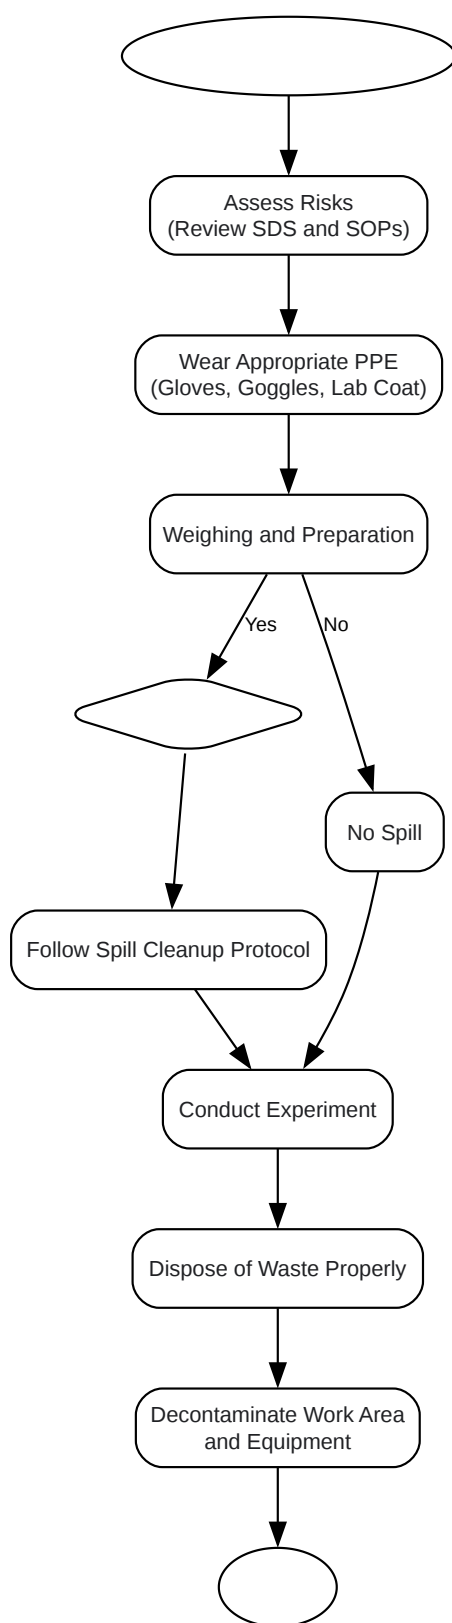 Assess Risks
(Review SDS and SOPs)
Wear Appropriate PPE
(Gloves, Goggles, Lab Coat)
Weighing and Preparation
Yes
No
No Spill
Follow Spill Cleanup Protocol
Conduct Experiment
Dispose of Waste Properly
Decontaminate Work Area
and Equipment